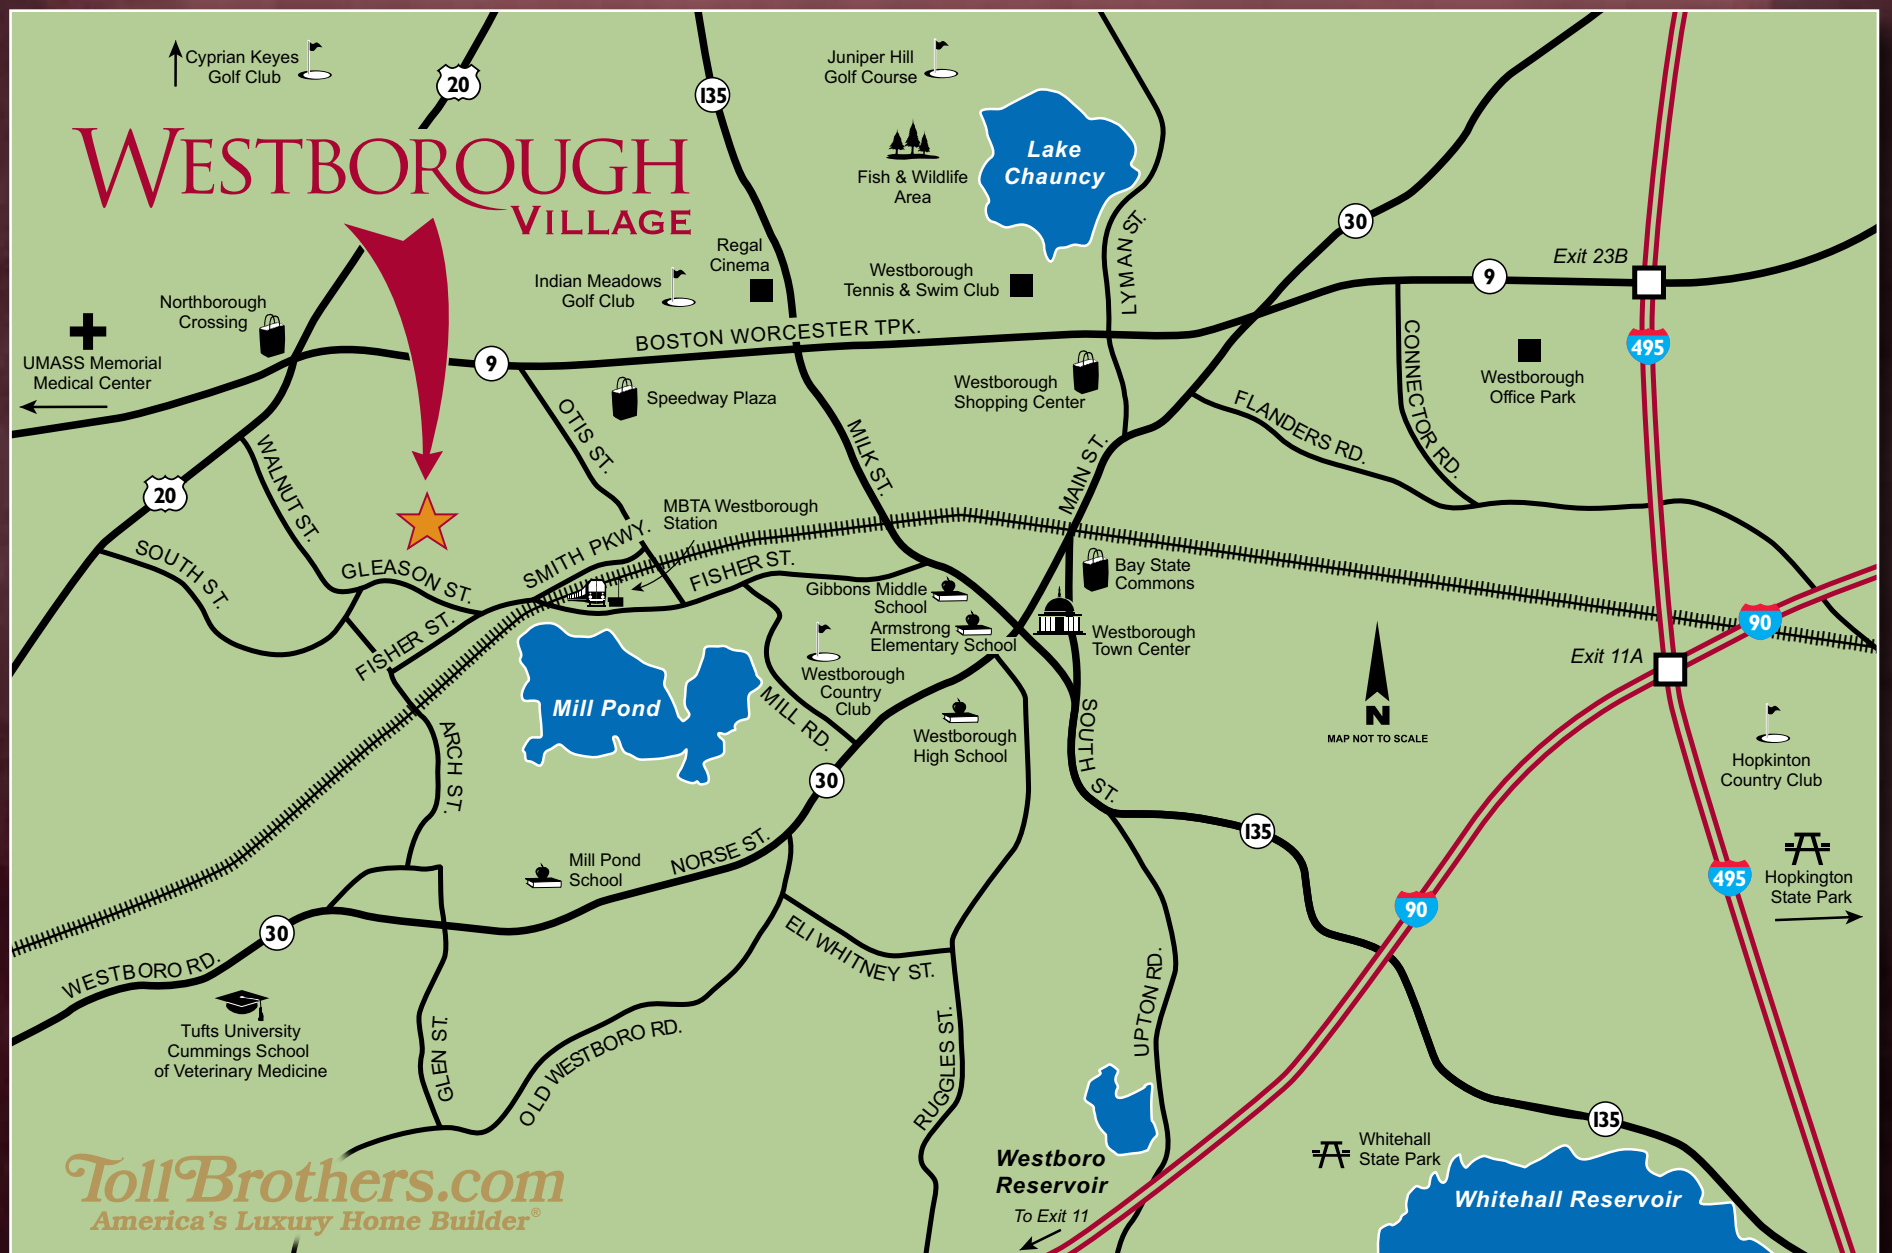 Cyprian Keyes
Golf Club
20
135
Juniper Hill
Golf Course
WESTBOROUGH
VILLAGE
Lake
Chauncy
Fish & Wildlife
Area
30
LYMAN ST.
Regal
Cinema
Indian Meadows
Golf Club
Westborough
Tennis & Swim Club
Exit 23B
9
Northborough
Crossing
UMASS Memorial
Medical Center
BOSTON WORCESTER TPK.
9
495
CONNECTOR RD.
Westborough
Office Park
Speedway Plaza
Westborough
Shopping Center
OTIS ST.
MILK ST.
FLANDERS RD.
MAIN ST.
WALNUT ST.
20
MBTA Westborough
Station
SOUTH ST.
GLEASON ST.
SMITH PKWY.
FISHER ST.
FISHER ST.
Gibbons Middle
School
Armstrong
Elementary School
Bay State
Commons
Westborough
Town Center
90
Exit 11A
Westborough
Country
Club
Mill Pond
MILL RD.
Westborough
High School
SOUTH ST.
N
MAP NOT TO SCALE
Hopkinton
Country Club
ARCH ST.
30
135
Mill Pond
School
NORSE ST.
90
495
Hopkington
State Park
30
WESTBORO RD.
ELI WHITNEY ST.
UPTON RD.
Tufts University
Cummings School
of Veterinary Medicine
GLEN ST.
OLD WESTBORO RD.
RUGGLES ST.
135
Whitehall
State Park
Westboro
Reservoir
To Exit 11
Whitehall Reservoir
TollBrothers.com
America's Luxury Home Builder®